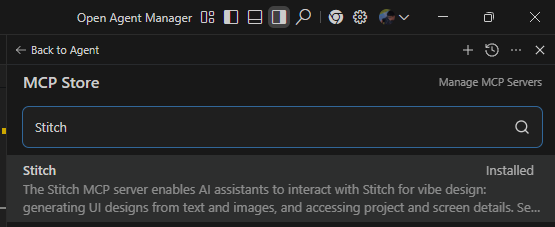 Open Agent Manager
Back to Agent
MCP Store
Manage MCP Servers
Stitch
Stitch
Installed
The Stitch MCP server enables AI assistants to interact with Stitch for vibe design:
generating UI designs from text and images, and accessing project and screen details. Se...